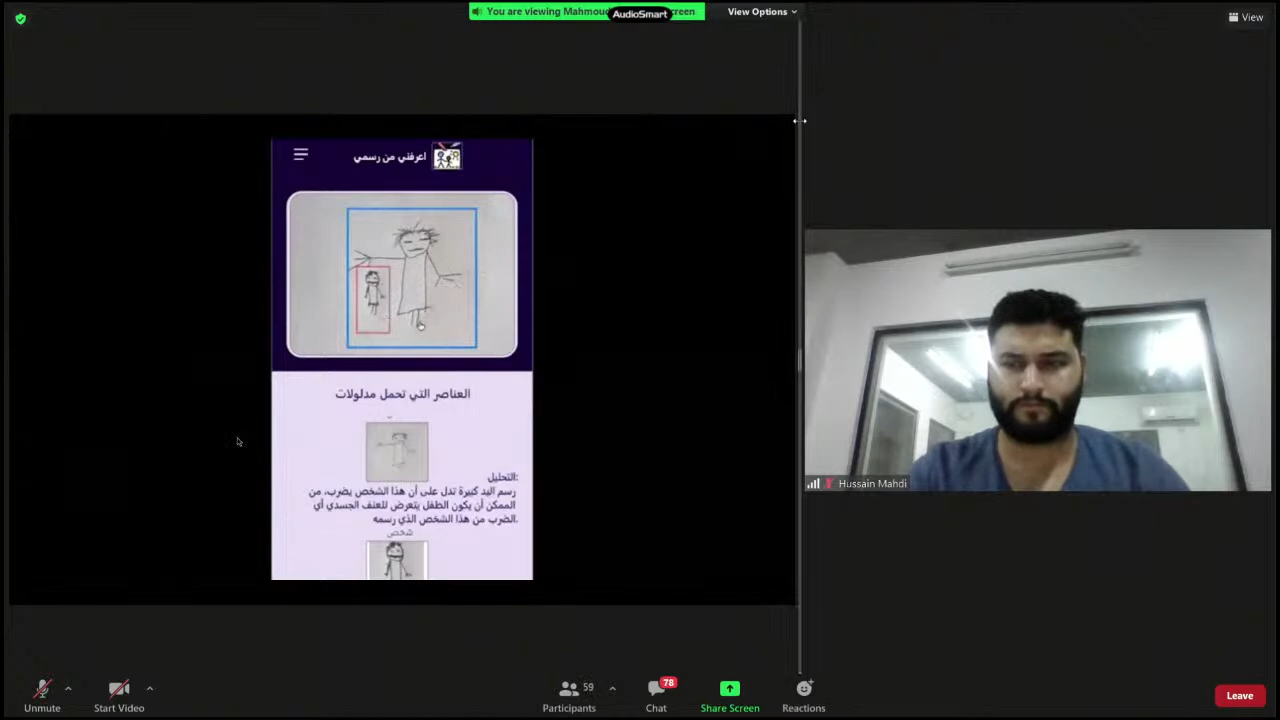 You are viewing Mahmoud
AudioSmart
reen
View Options
View
اعرفني من رسمي
العناصر التي تحمل مدلولات
التحليل:
رسم اليد كبيرة تدل على أن هذا الشخص يضرب، من
الممكن أن يكون الطفل يتعرض للعنف الجسدي أي
الضرب من هذا الشخص الذي رسمه.
شخص
Hussain Mahdi
Unmute
Start Video
59
Participants
78
Chat
Share Screen
Reactions
Leave